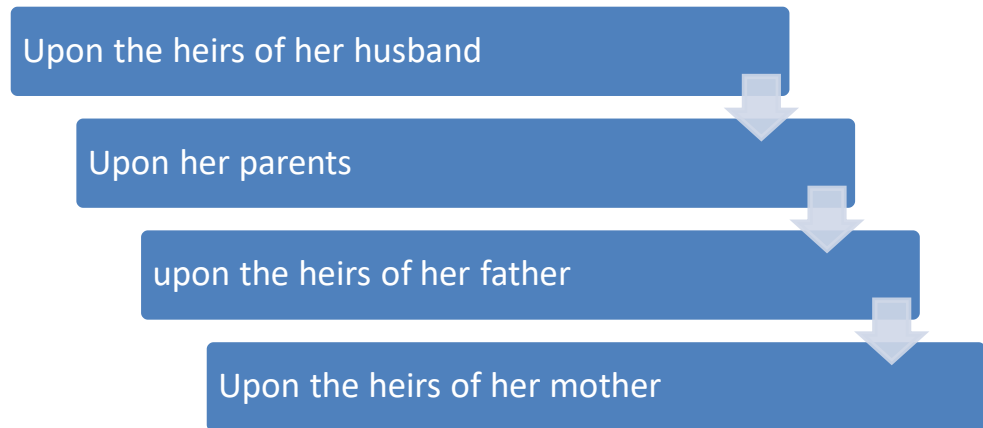 Upon the heirs of her husband
Upon her parents
upon the heirs of her father
Upon the heirs of her mother